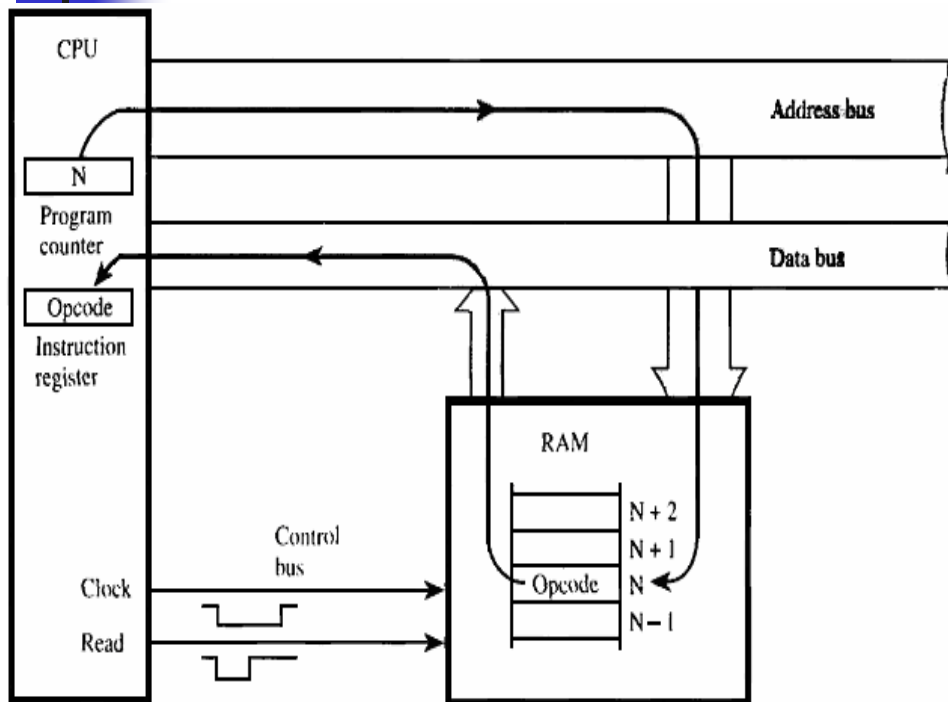 CPU
Address bus
N
Program
counter
Data bus
Opcode
Instruction
register
RAM
N + 2
Control
bus
N + 1
Clock
Opcode
N
N – 1
Read